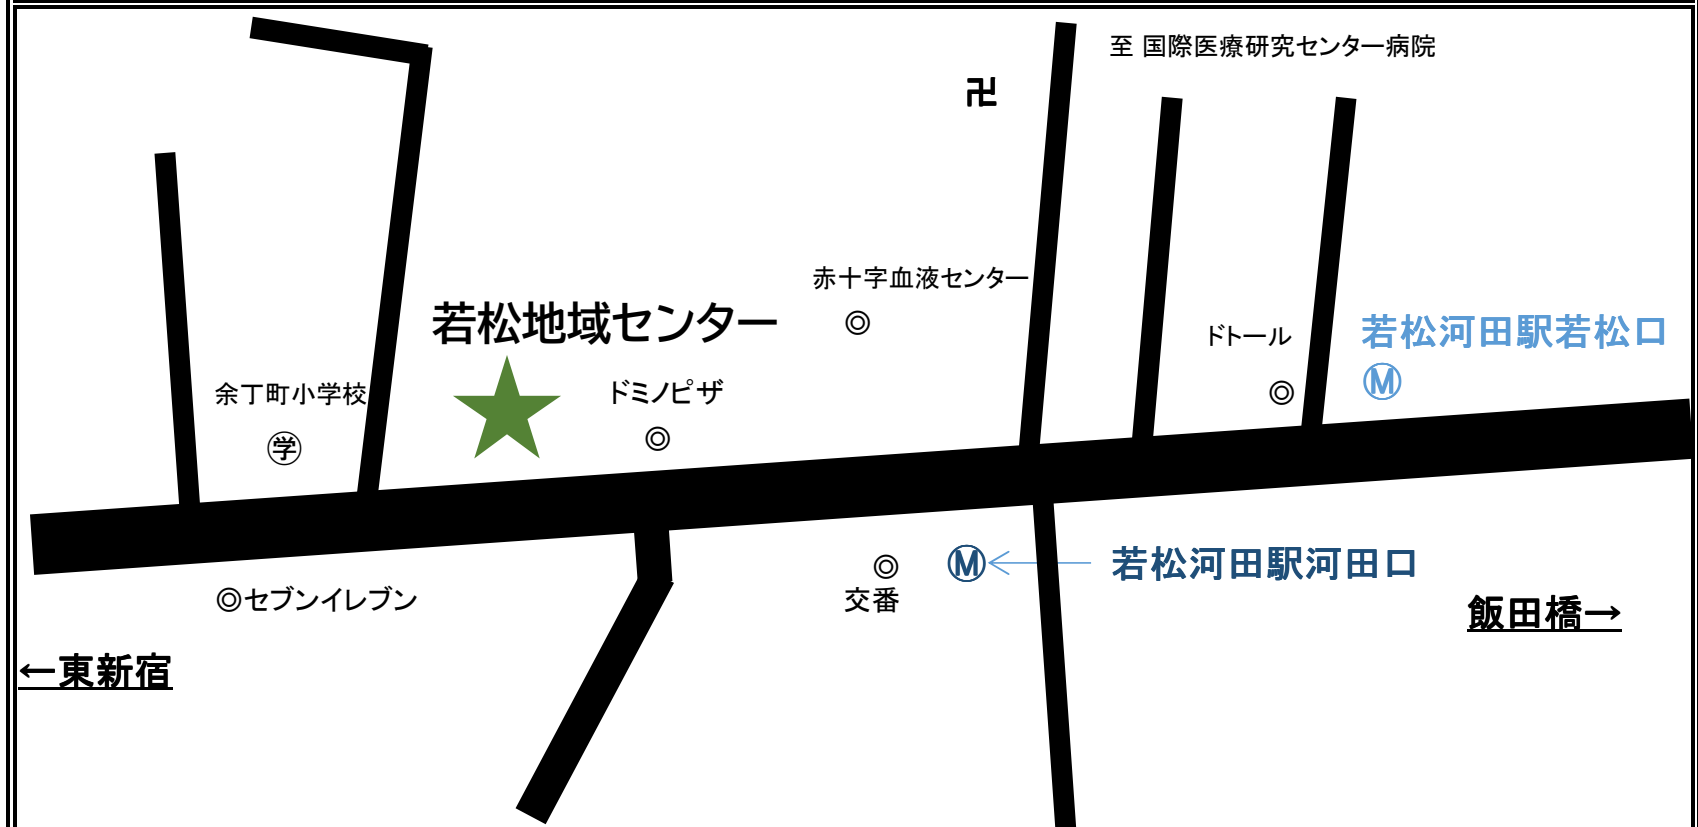 至 国際医療研究センター病院
卍
赤十字血液センター
◎
若松地域センター
ドトール
◎
若松河田駅若松口
Ⓜ
余丁町小学校
㊫
ドミノピザ
◎
◎
交番
Ⓜ
若松河田駅河田口
◎セブンイレブン
飯田橋→
←東新宿